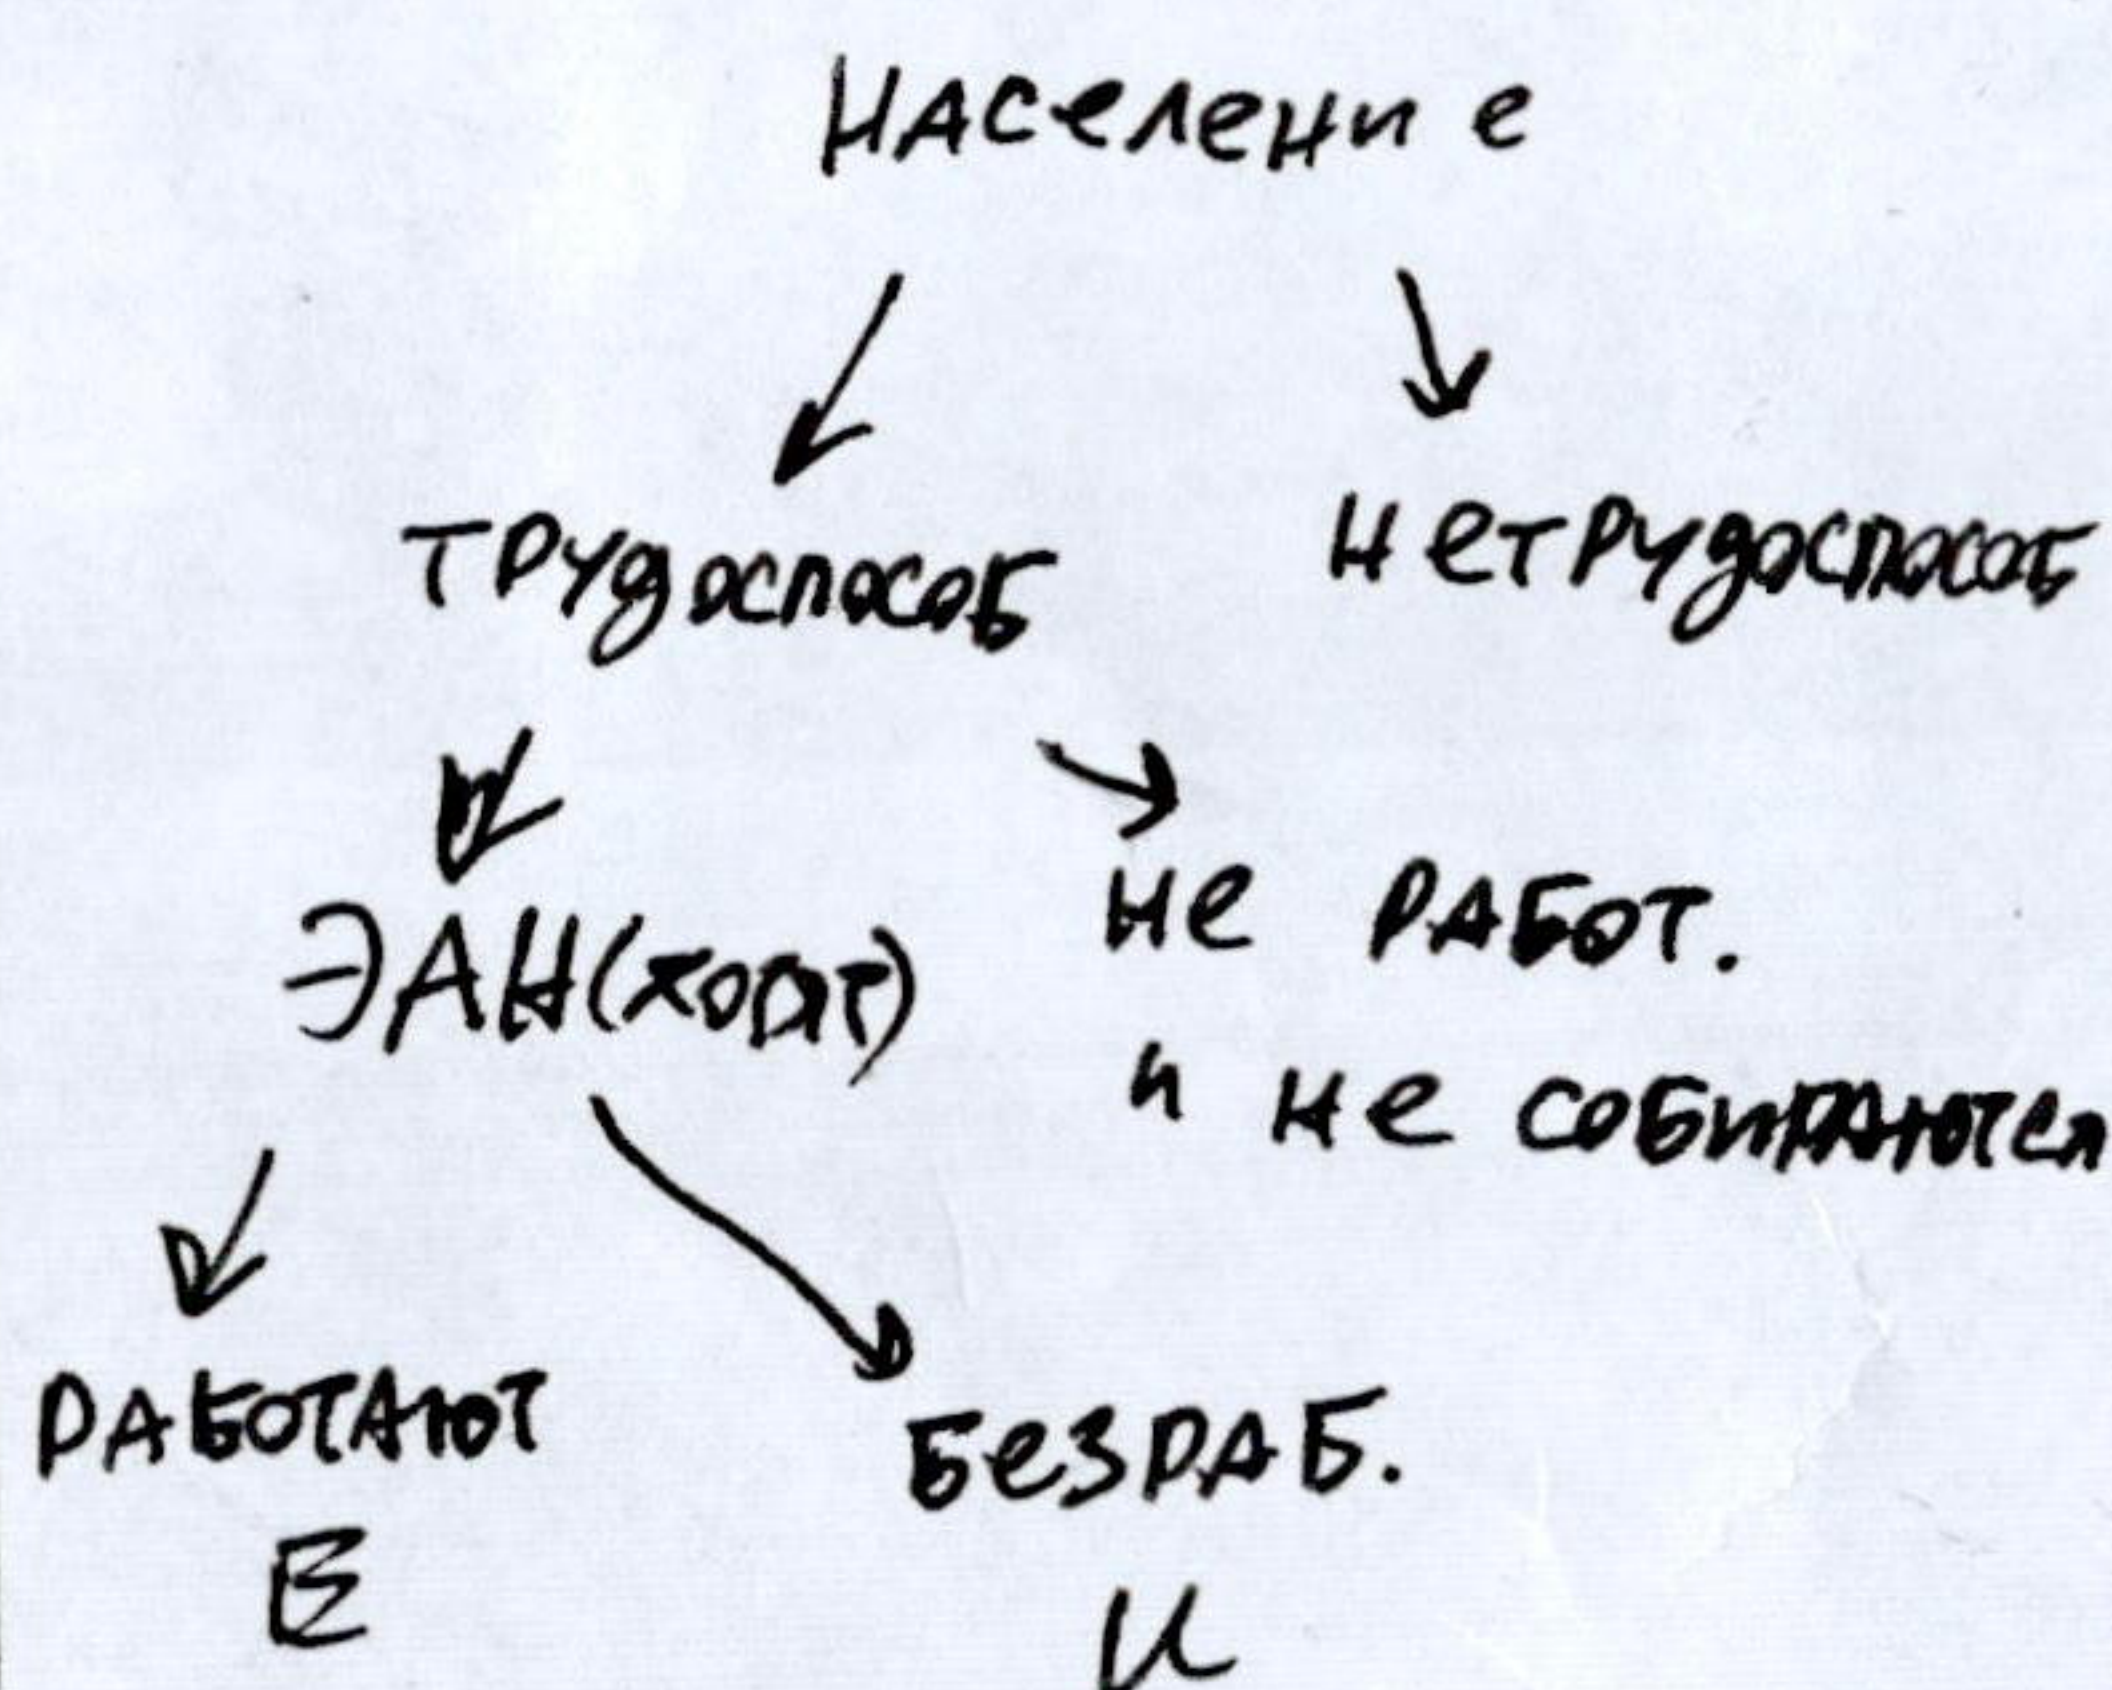 население
трудоспособ
нетрудоспособ
ЭАН(хотят)
не работ.
и не собираются
работают
безраб.
E
U